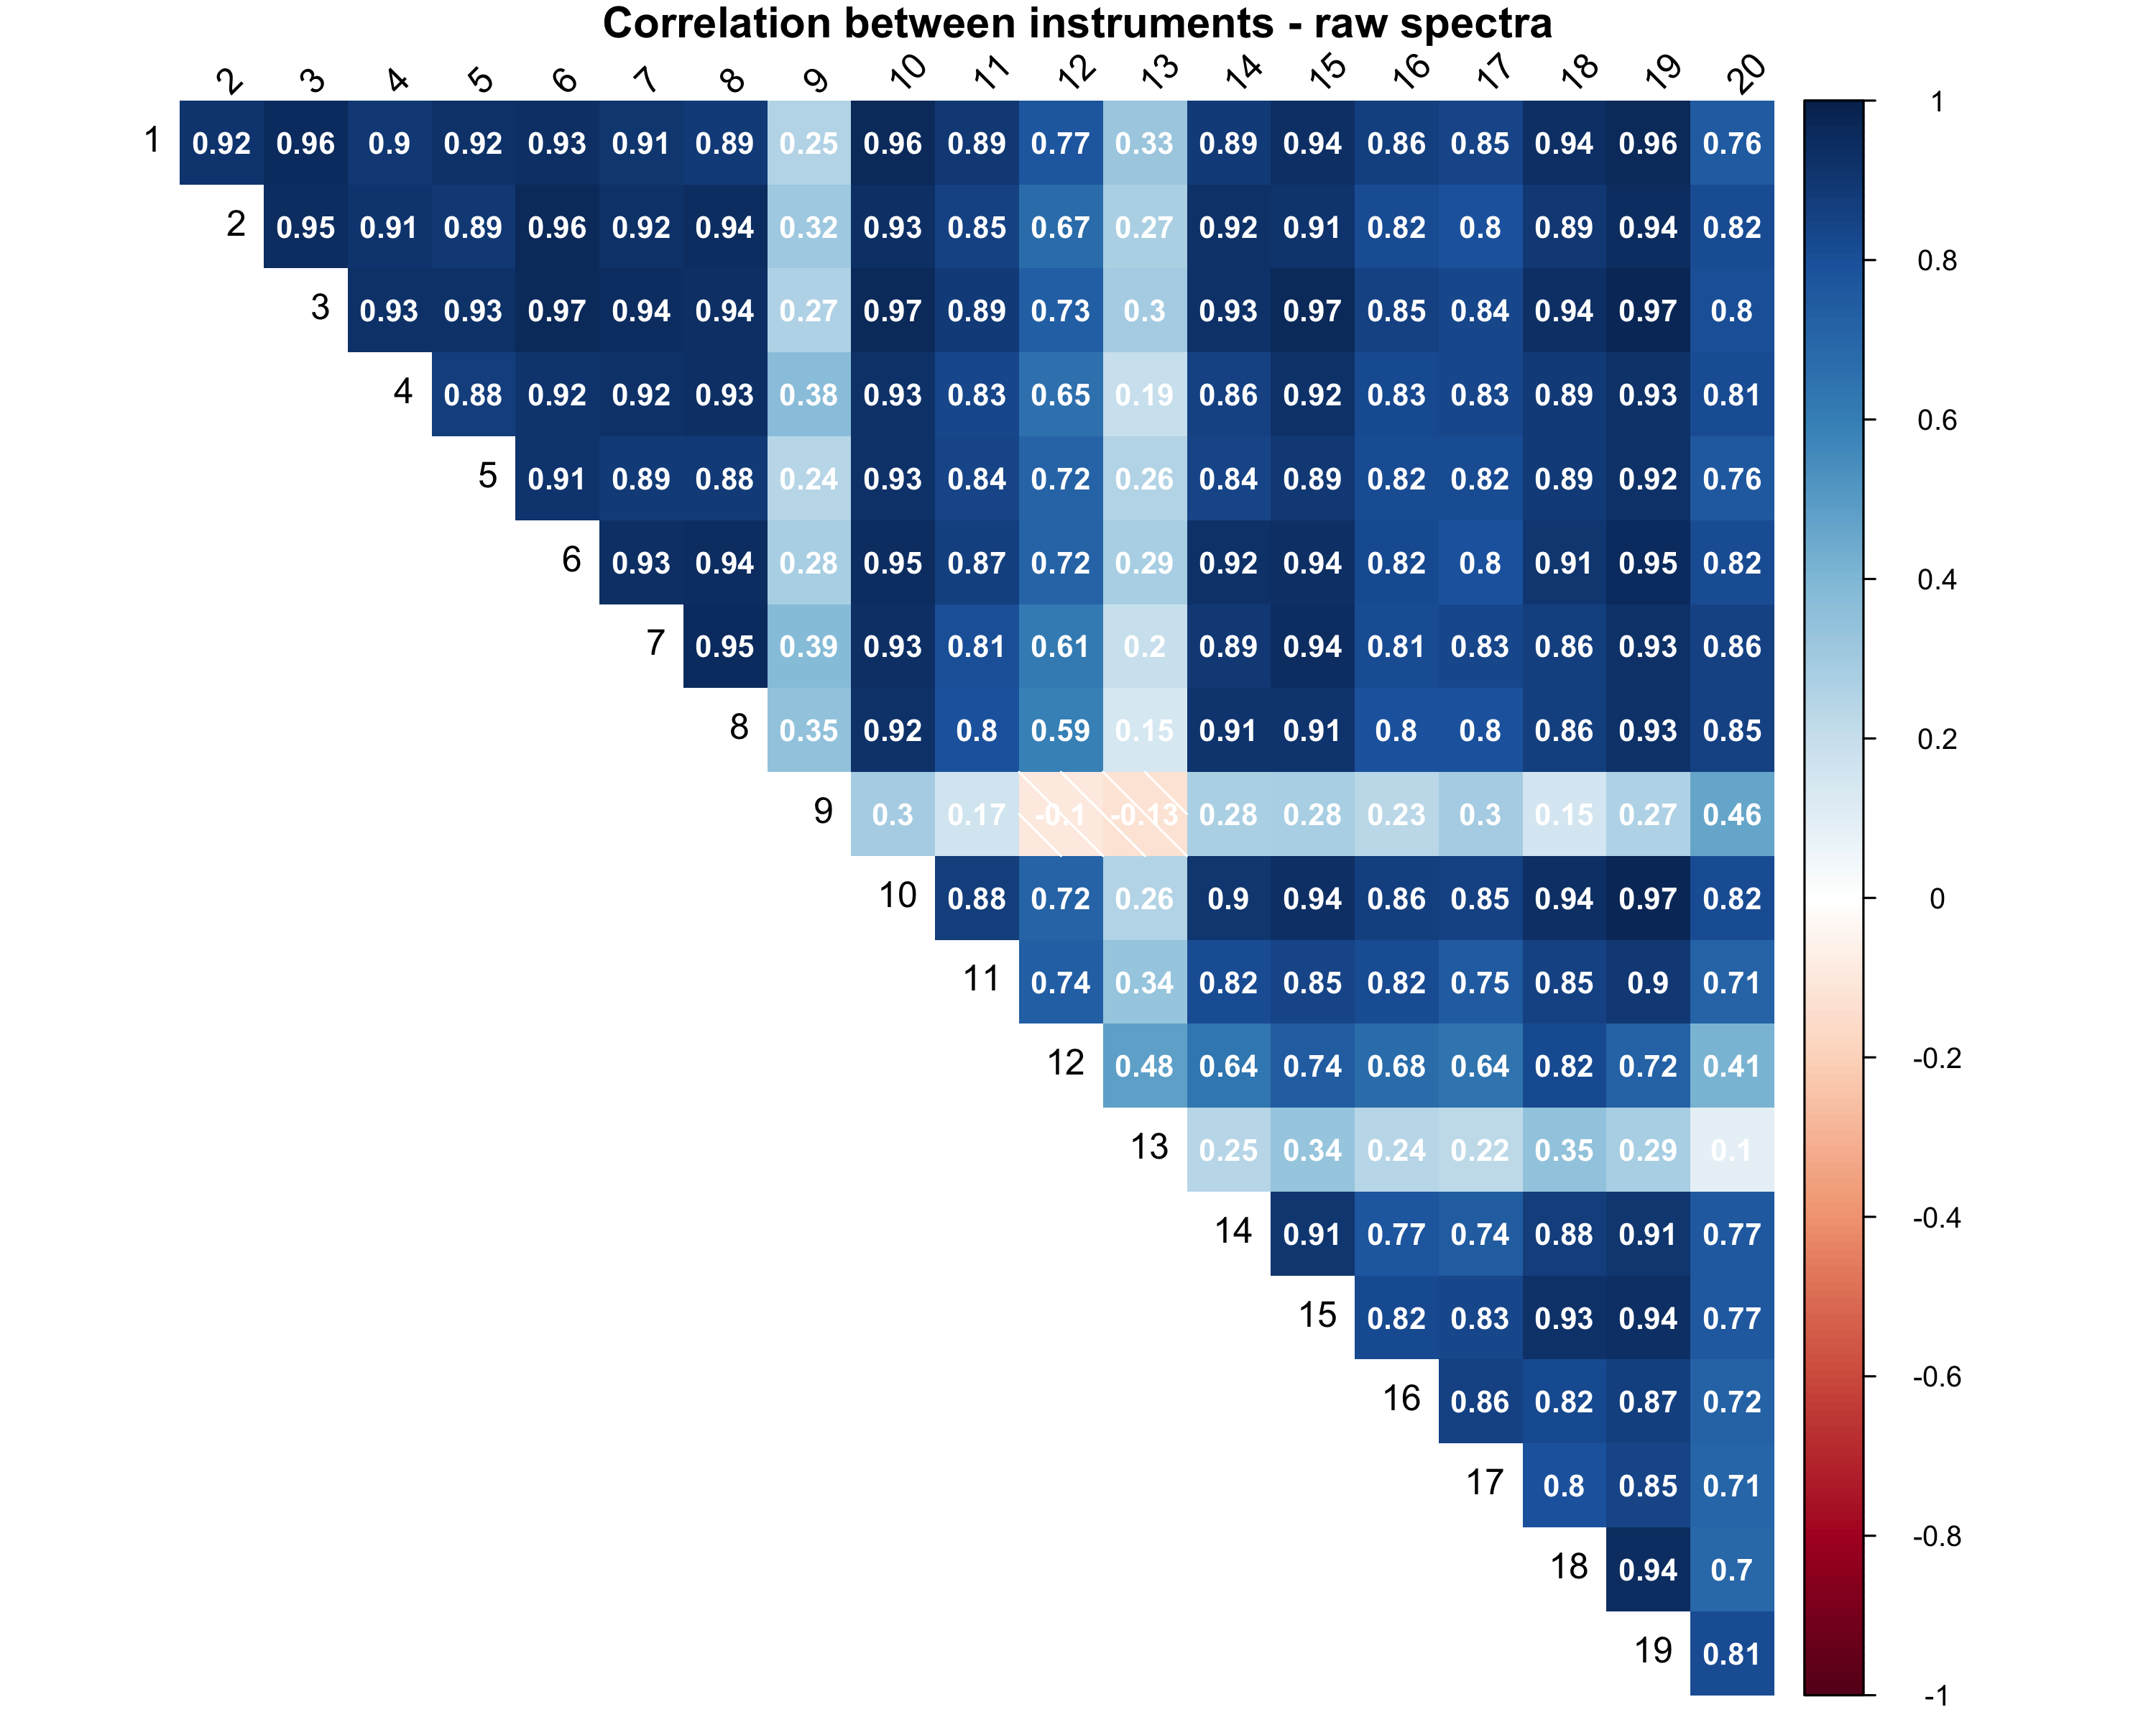 Correlation between instruments - raw spectra
2 3 4 5 6 7 8 9 10 11 12 13 14 15 16 17 18 19 20
1 0.92 0.96 0.9 0.92 0.93 0.91 0.89 0.25 0.96 0.89 0.77 0.33 0.89 0.94 0.86 0.85 0.94 0.96 0.76
2 0.95 0.91 0.89 0.96 0.92 0.94 0.32 0.93 0.85 0.67 0.27 0.92 0.91 0.82 0.8 0.89 0.94 0.82
3 0.93 0.93 0.97 0.94 0.94 0.27 0.97 0.89 0.73 0.3 0.93 0.97 0.85 0.84 0.94 0.97 0.8
4 0.88 0.92 0.92 0.93 0.38 0.93 0.83 0.65 0.19 0.86 0.92 0.83 0.83 0.89 0.93 0.81
5 0.91 0.89 0.88 0.24 0.93 0.84 0.72 0.26 0.84 0.89 0.82 0.82 0.89 0.92 0.76
6 0.93 0.94 0.28 0.95 0.87 0.72 0.29 0.92 0.94 0.82 0.8 0.91 0.95 0.82
7 0.95 0.39 0.93 0.81 0.61 0.2 0.89 0.94 0.81 0.83 0.86 0.93 0.86
8 0.35 0.92 0.8 0.59 0.15 0.91 0.91 0.8 0.8 0.86 0.93 0.85
9 0.3 0.17 -0.1 -0.13 0.28 0.28 0.23 0.3 0.15 0.27 0.46
10 0.88 0.72 0.26 0.9 0.94 0.86 0.85 0.94 0.97 0.82
11 0.74 0.34 0.82 0.85 0.82 0.75 0.85 0.9 0.71
12 0.48 0.64 0.74 0.68 0.64 0.82 0.72 0.41
13 0.25 0.34 0.24 0.22 0.35 0.29 0.1
14 0.91 0.77 0.74 0.88 0.91 0.77
15 0.82 0.83 0.93 0.94 0.77
16 0.86 0.82 0.87 0.72
17 0.8 0.85 0.71
18 0.94 0.7
19 0.81
1
0.8
0.6
0.4
0.2
0
-0.2
-0.4
-0.6
-0.8
-1